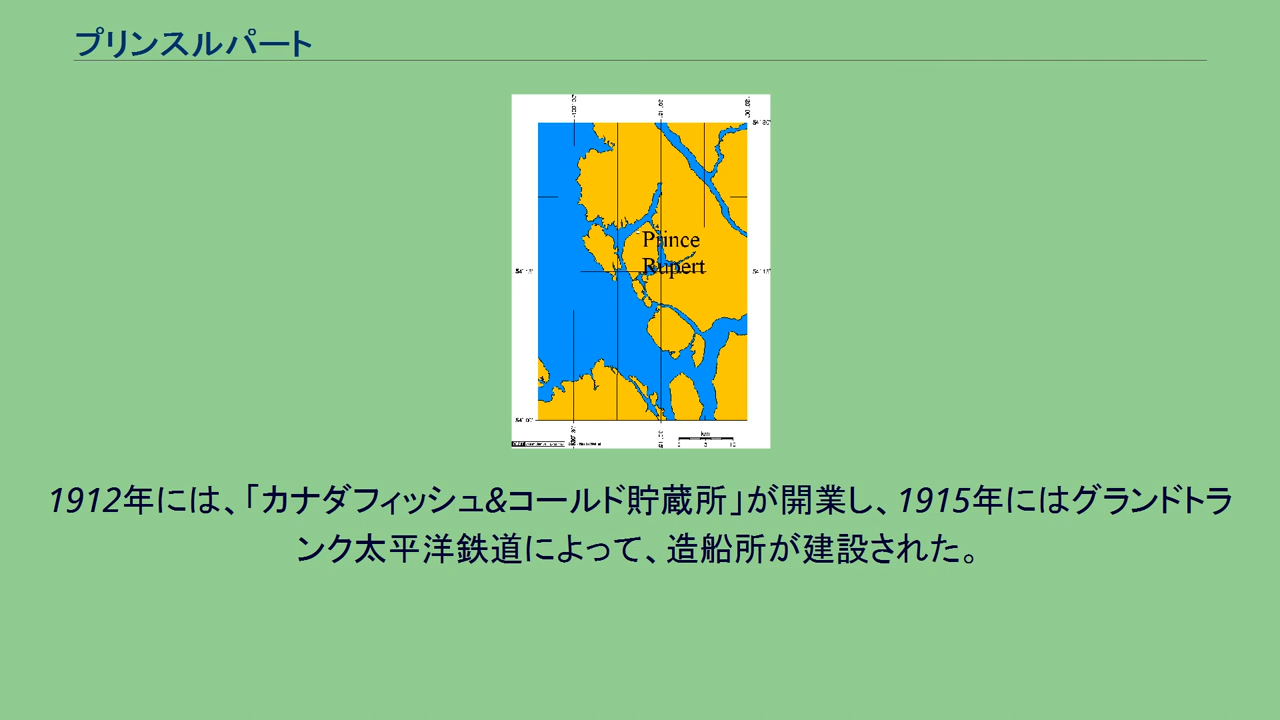 プリンスルパート
Prince
Rupert
km
1912年には、「カナダフィッシュ&コールド貯蔵所」が開業し、1915年にはグランドトラ
ンク太平洋鉄道によって、造船所が建設された。